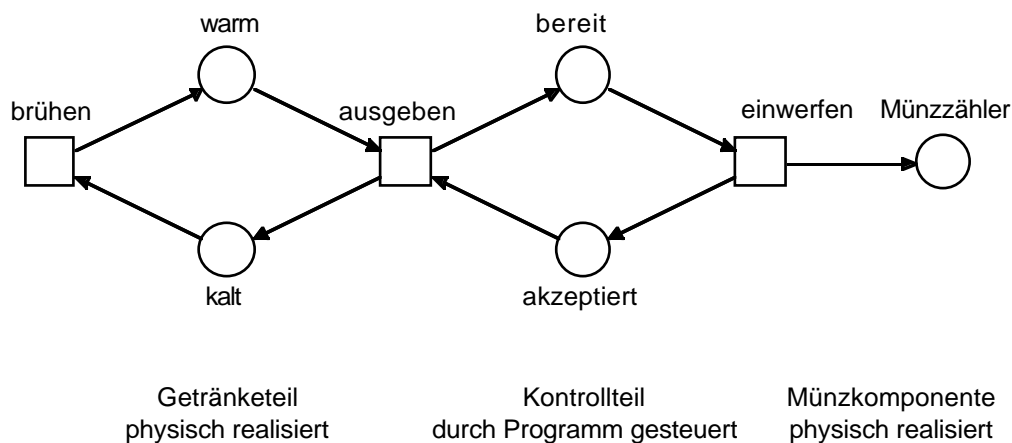 warm
bereit
brühen
ausgeben
einwerfen
Münzzähler
kalt
akzeptiert
Getränketeil
physisch realisiert
Kontrollteil
durch Programm gesteuert
Münzkomponente
physisch realisiert